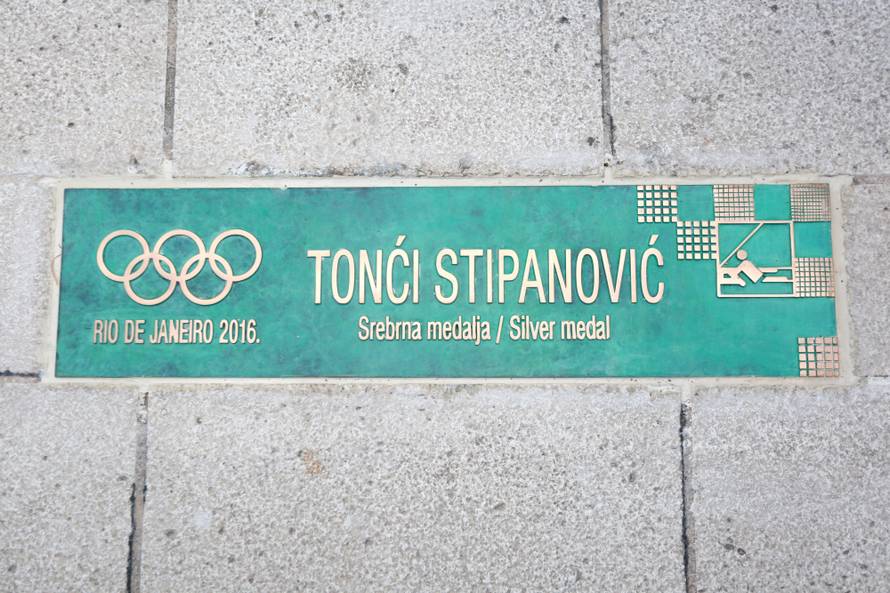 TONĆI STIPANOVIĆ
RIO DE JANEIRO 2016.
Srebrna medalja / Silver medal